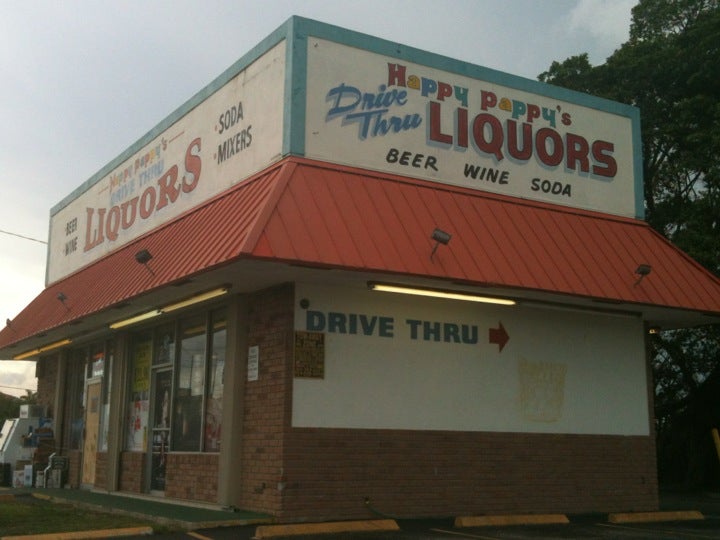 Happy Pappy's
DRIVE THRU
LIQUORS
·BEER
·WINE
·SODA
·MIXERS
Happy Pappy's
Drive
Thru
LIQUORS
BEER WINE SODA
DRIVE THRU